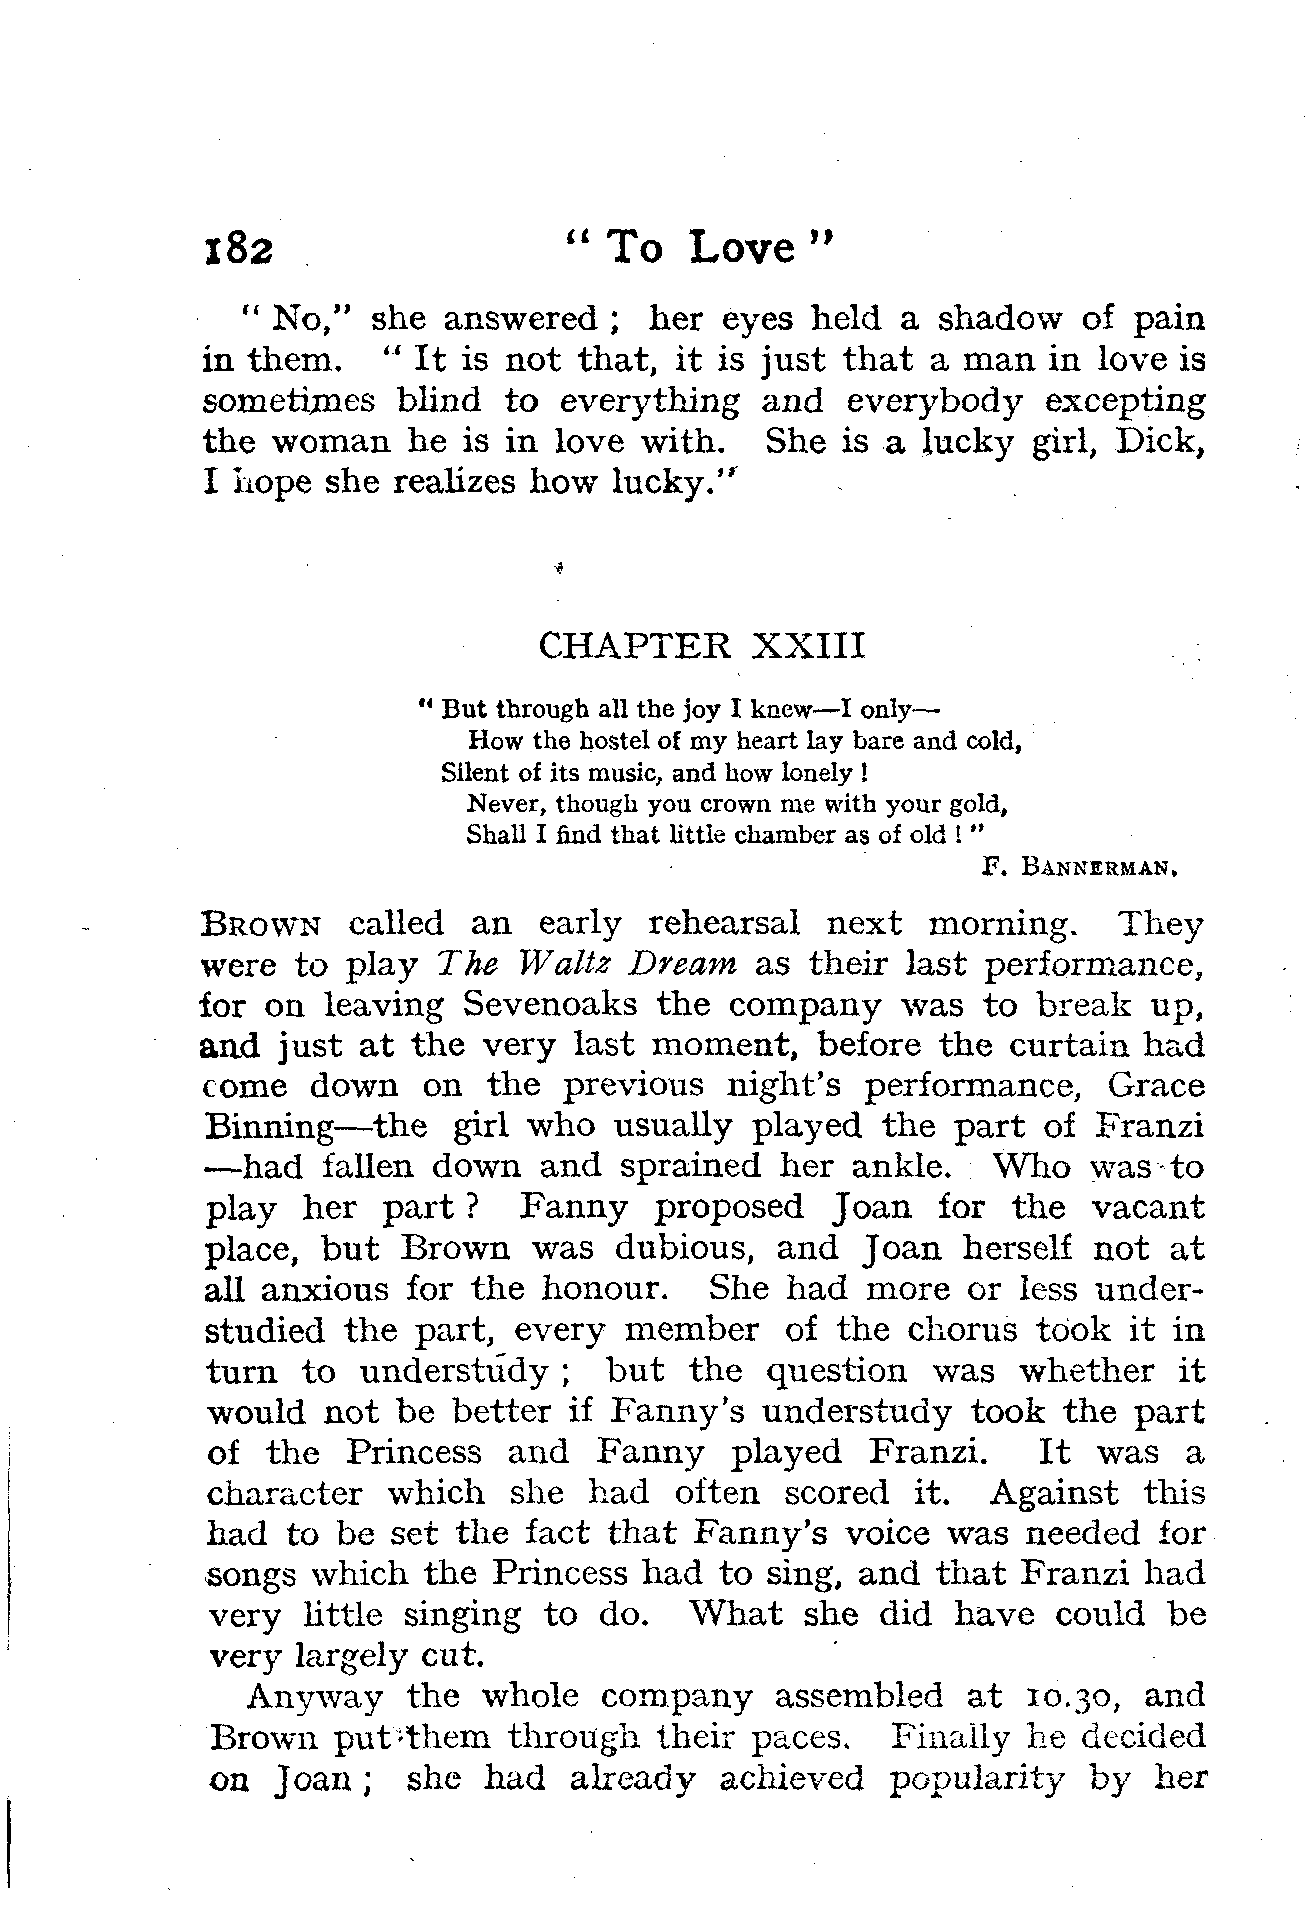 182 “ To Love ”
“ No,” she answered ; her eyes held a shadow of pain
in them. “ It is not that, it is just that a man in love is
sometimes blind to everything and everybody excepting
the woman he is in love with. She is a lucky girl, Dick,
I hope she realizes how lucky.”
CHAPTER XXIII
“ But through all the joy I knew—I only—
How the hostel of my heart lay bare and cold,
Silent of its music, and how lonely !
Never, though you crown me with your gold,
Shall I find that little chamber as of old ! ”
F. BANNERMAN.
BROWN called an early rehearsal next morning. They
were to play The Waltz Dream as their last performance,
for on leaving Sevenoaks the company was to break up,
and just at the very last moment, before the curtain had
come down on the previous night’s performance, Grace
Binning—the girl who usually played the part of Franzi
—had fallen down and sprained her ankle. Who was to
play her part ? Fanny proposed Joan for the vacant
place, but Brown was dubious, and Joan herself not at
all anxious for the honour. She had more or less under-
studied the part, every member of the chorus took it in
turn to understudy ; but the question was whether it
would not be better if Fanny’s understudy took the part
of the Princess and Fanny played Franzi. It was a
character which she had often scored it. Against this
had to be set the fact that Fanny’s voice was needed for
songs which the Princess had to sing, and that Franzi had
very little singing to do. What she did have could be
very largely cut.
Anyway the whole company assembled at 10.30, and
Brown put them through their paces. Finally he decided
on Joan ; she had already achieved popularity by her